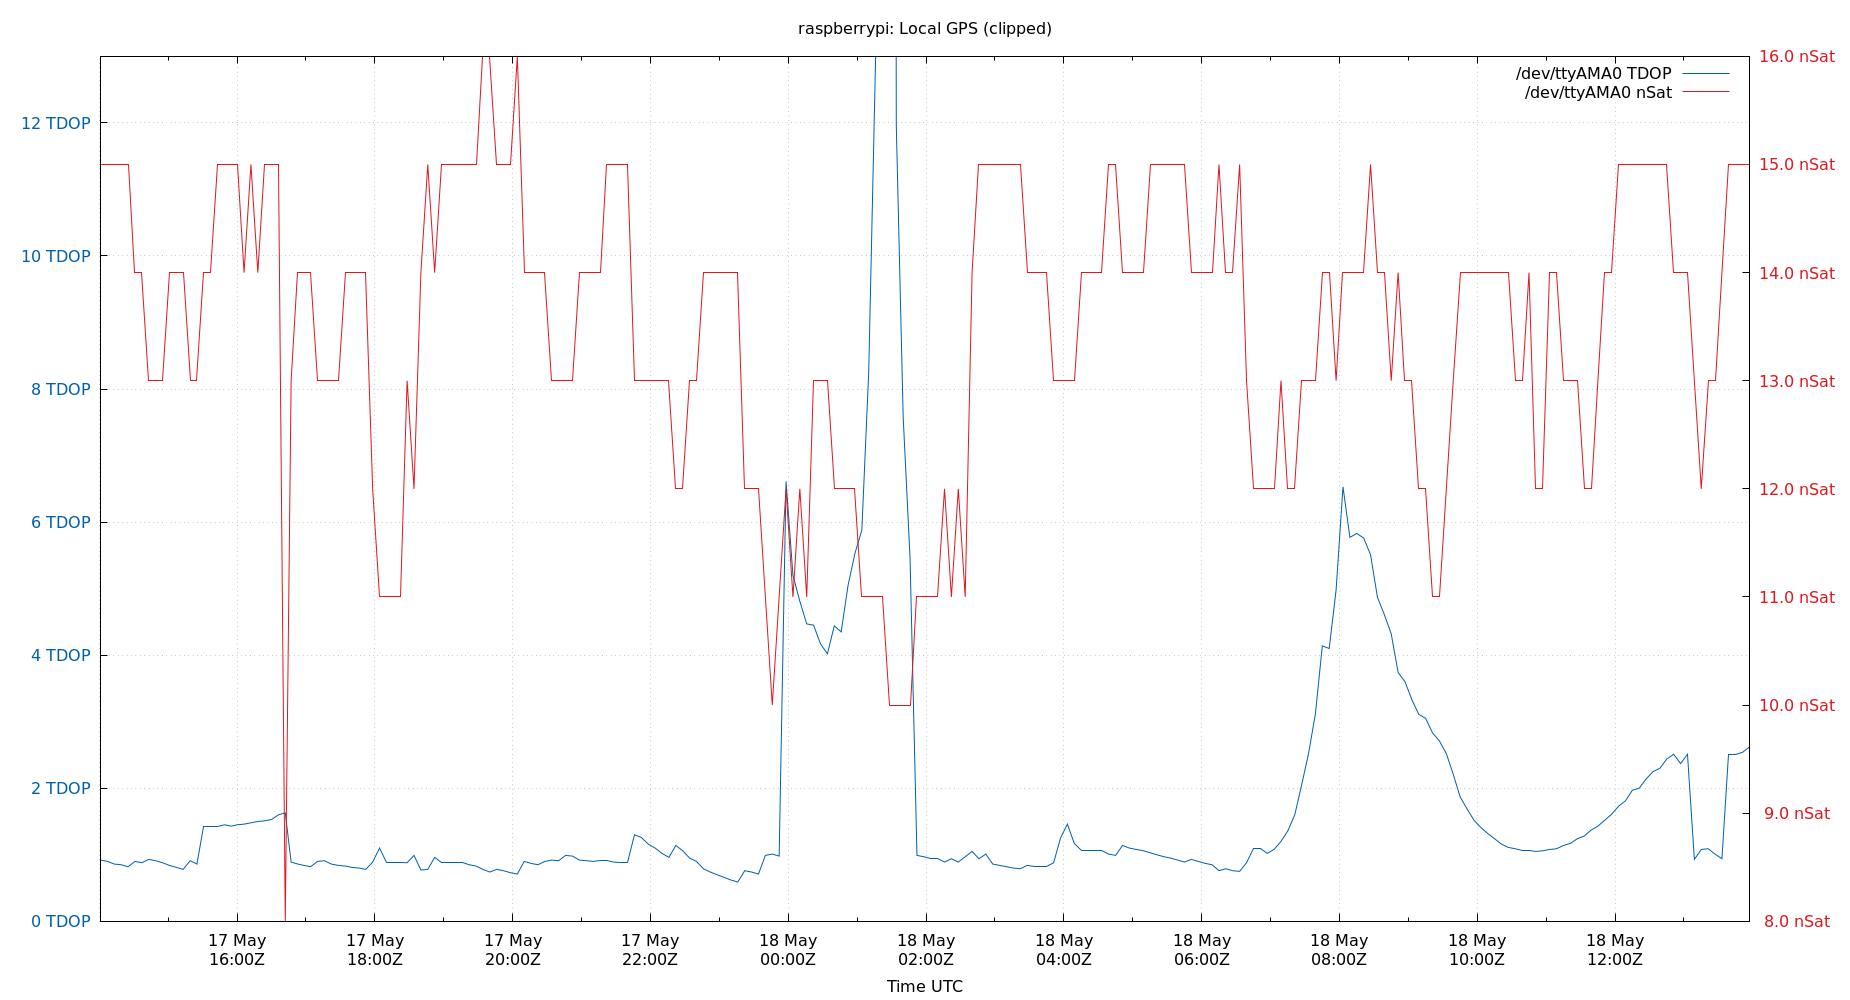 raspberrypi: Local GPS (clipped)
/dev/ttyAMA0 TDOP
/dev/ttyAMA0 nSat
12 TDOP
10 TDOP
8 TDOP
6 TDOP
4 TDOP
2 TDOP
0 TDOP
16.0 nSat
15.0 nSat
14.0 nSat
13.0 nSat
12.0 nSat
11.0 nSat
10.0 nSat
9.0 nSat
8.0 nSat
17 May
16:00Z
17 May
18:00Z
17 May
20:00Z
17 May
22:00Z
18 May
00:00Z
18 May
02:00Z
18 May
04:00Z
18 May
06:00Z
18 May
08:00Z
18 May
10:00Z
18 May
12:00Z
Time UTC